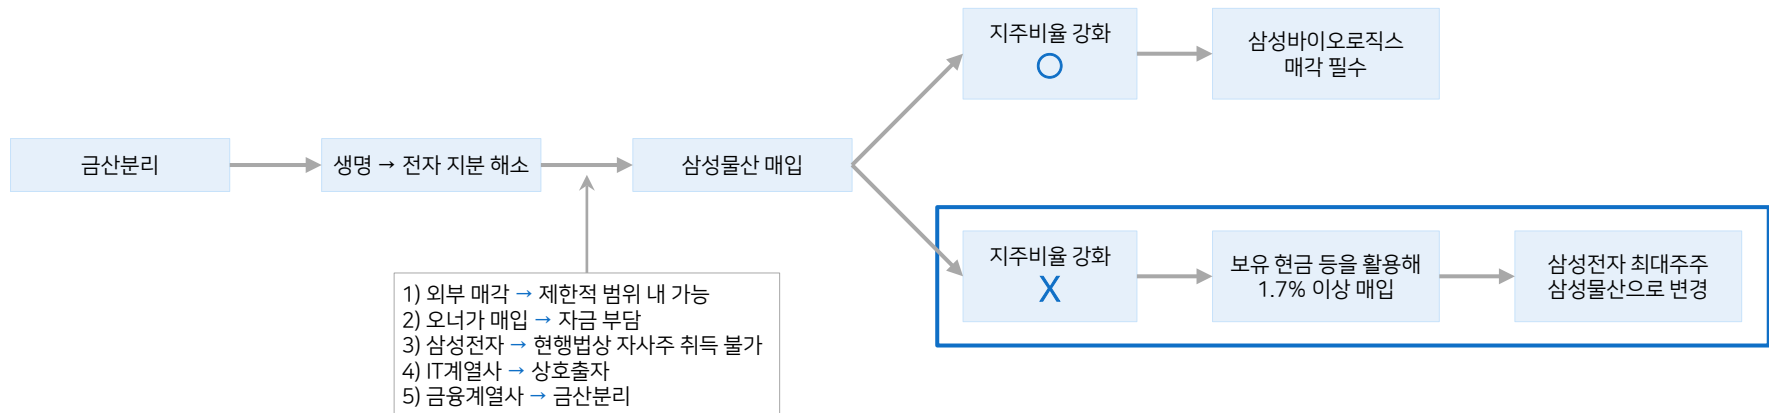 금산분리
생명 → 전자 지분 해소
삼성물산 매입
1) 외부 매각 → 제한적 범위 내 가능
2) 오너가 매입 → 자금 부담
3) 삼성전자 → 현행법상 자사주 취득 불가
4) IT계열사 → 상호출자
5) 금융계열사 → 금산분리
지주비율 강화
O
삼성바이오로직스
매각 필수
지주비율 강화
X
보유 현금 등을 활용해
1.7% 이상 매입
삼성전자 최대주주
삼성물산으로 변경